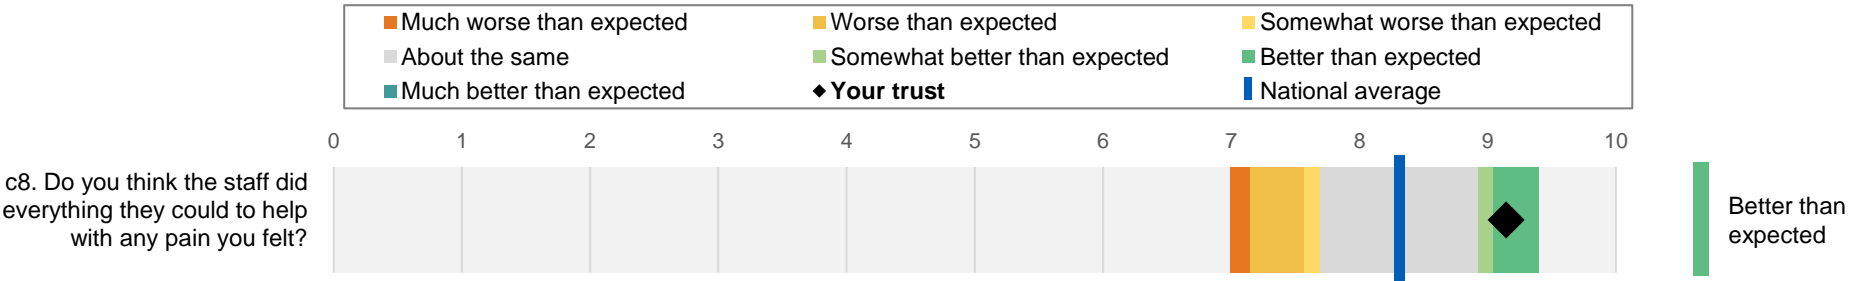 Much worse than expected
Worse than expected
Somewhat worse than expected
About the same
Somewhat better than expected
Better than expected
Much better than expected
Your trust
National average
0 1 2 3 4 5 6 7 8 9 10
c8. Do you think the staff did
everything they could to help
with any pain you felt?
Better than
expected